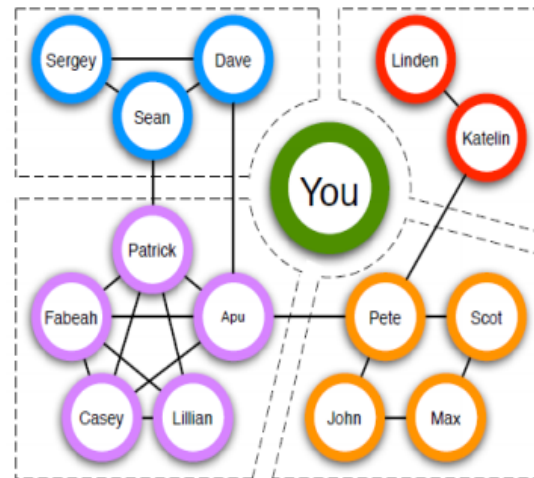 Sergey
Dave
Sean
Linden
Katelin
You
Patrick
Fabeah
Apu
Casey
Lillian
Pete
Scot
John
Max